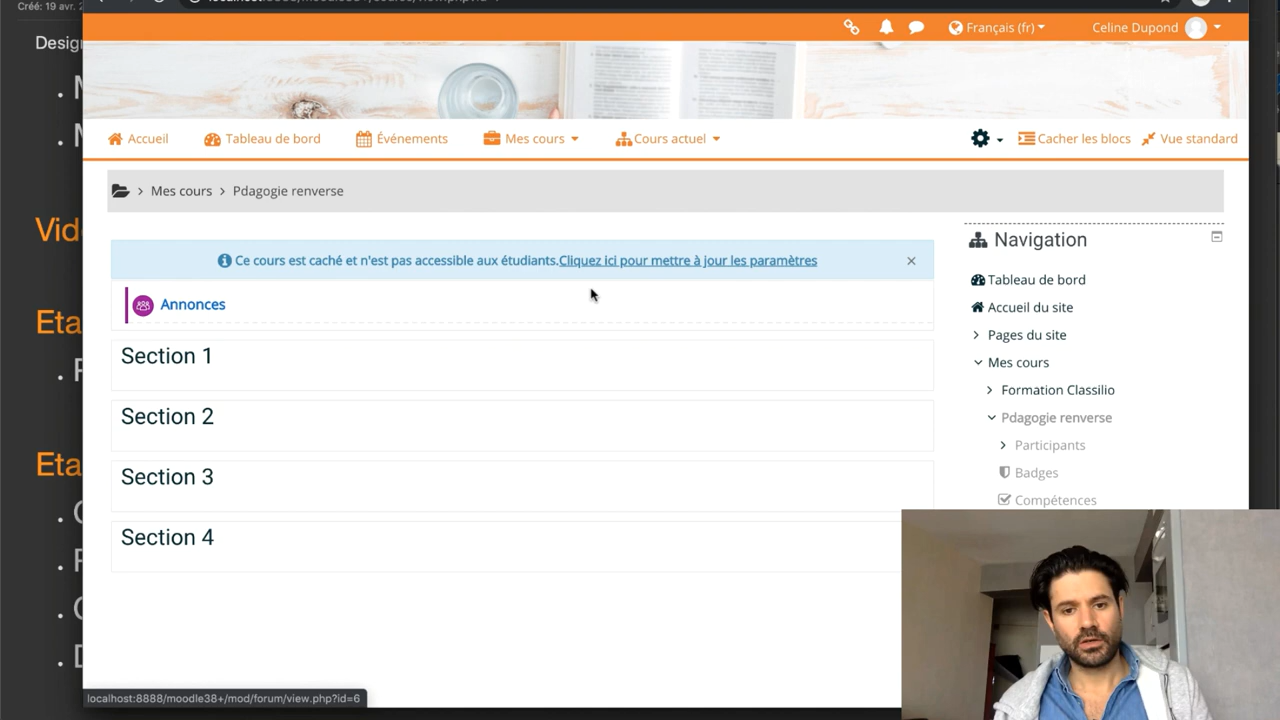 Créé: 19 avr. 2
Français (fr)
Celine Dupond
Accueil
Tableau de bord
Événements
Mes cours
Cours actuel
Cacher les blocs
Vue standard
Mes cours
Pdagogie renverse
Ce cours est caché et n'est pas accessible aux étudiants.Cliquez ici pour mettre à jour les paramètres
Annonces
Section 1
Section 2
Section 3
Section 4
Navigation
Tableau de bord
Accueil du site
Pages du site
Mes cours
Formation Classilio
Pdagogie renverse
Participants
Badges
Compétences
localhost:8888/moodle38+/mod/forum/view.php?id=6
Vid
Eta
Eta